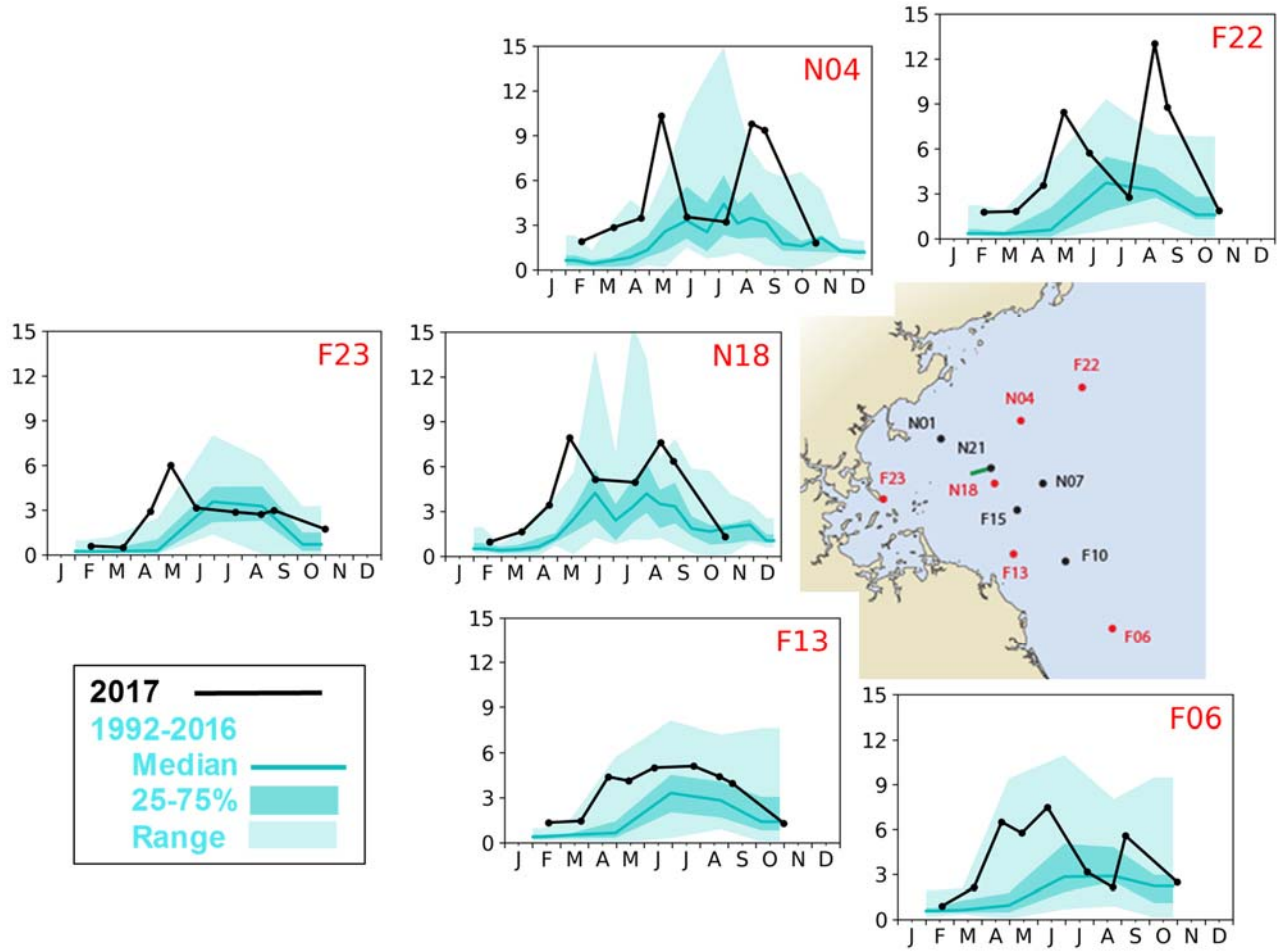 N04
15
12
9
6
3
0
J F M A M J J A S O N D
F22
15
12
9
6
3
0
J F M A M J J A S O N D
F23
15
12
9
6
3
0
J F M A M J J A S O N D
N18
15
12
9
6
3
0
J F M A M J J A S O N D
F22
N04
N01
N21
F23
N18
N07
F15
F13
F10
F06
F13
15
12
9
6
3
0
J F M A M J J A S O N D
2017
1992-2016
Median
25-75%
Range
F06
15
12
9
6
3
0
J F M A M J J A S O N D